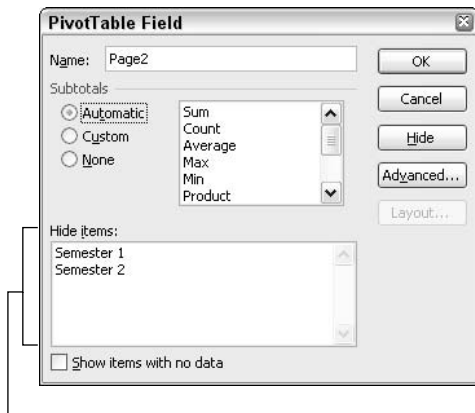 PivotTable Field
Name: Page2
OK
Subtotals
Cancel
Automatic
Custom
None
Sum
Count
Average
Max
Min
Product
Hide
Advanced...
Layout...
Hide items:
Semester 1
Semester 2
Show items with no data